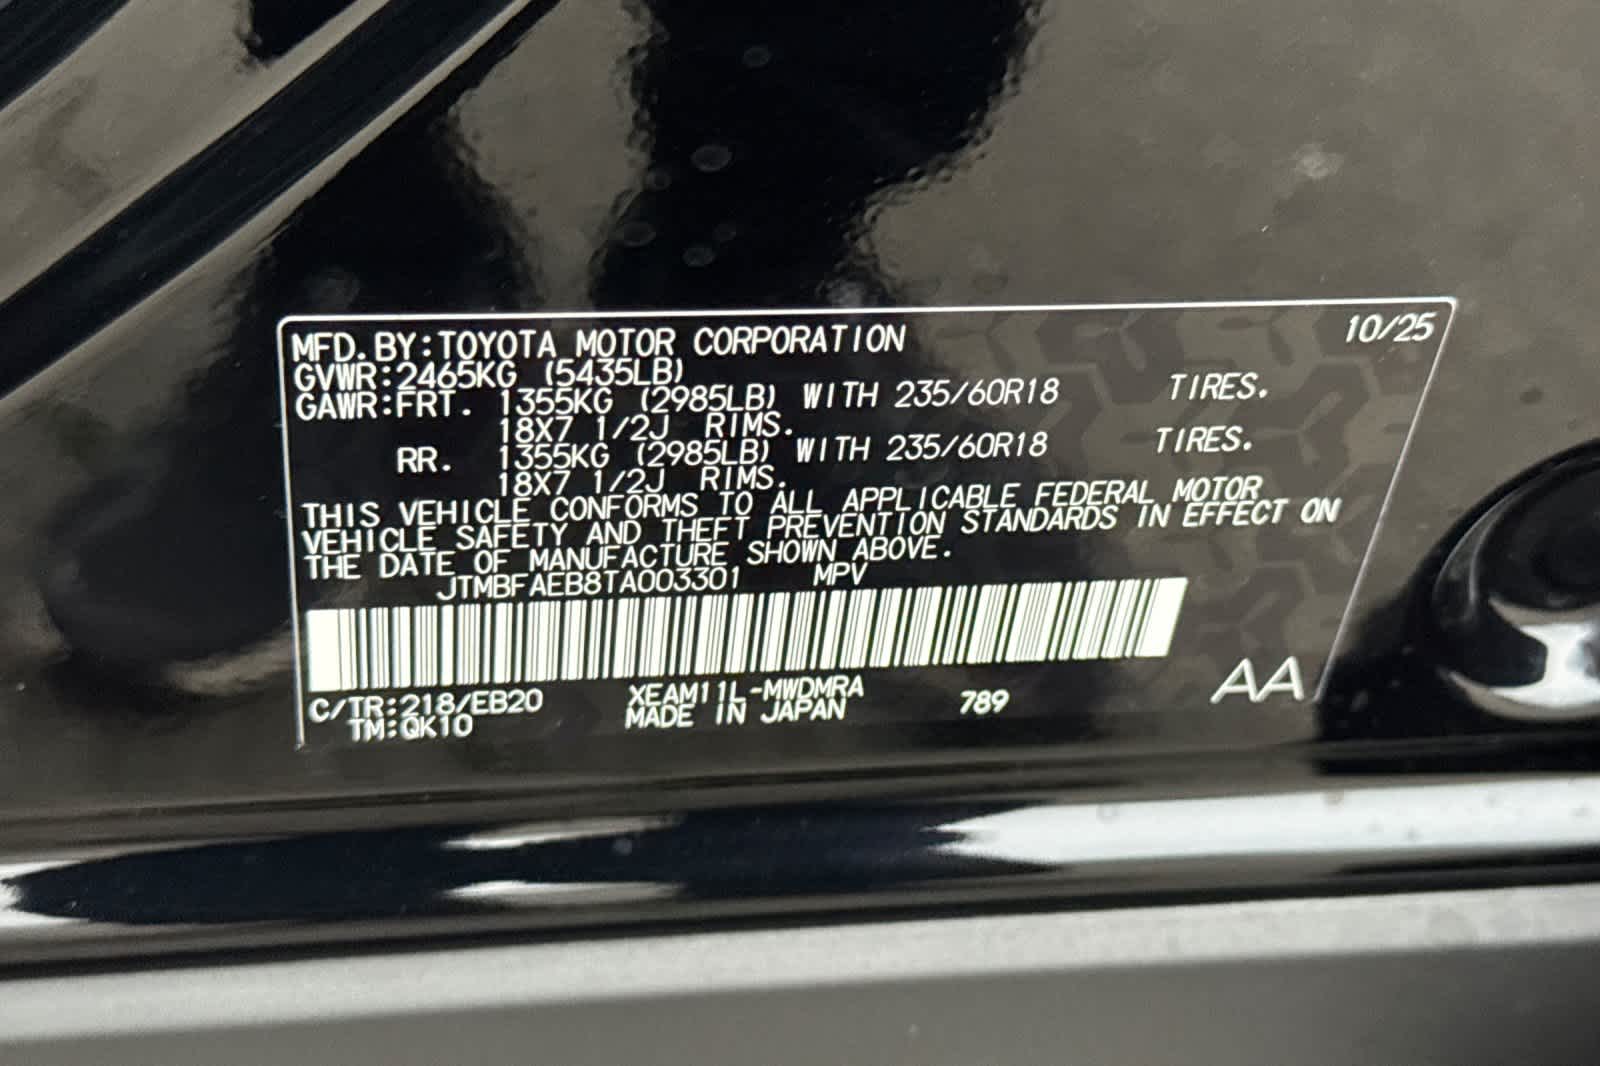 MFD.BY:TOYOTA MOTOR CORPORATION 10/25
GVWR:2465KG (5435LB)
GAWR:FRT. 1355KG (2985LB) WITH 235/60R18 TIRES.
18X7 1/2J RIMS.
RR. 1355KG (2985LB) WITH 235/60R18 TIRES.
18X7 1/2J RIMS.
THIS VEHICLE CONFORMS TO ALL APPLICABLE FEDERAL MOTOR
VEHICLE SAFETY AND THEFT PREVENTION STANDARDS IN EFFECT ON
THE DATE OF MANUFACTURE SHOWN ABOVE.
JTMBFAEB8TA003301 MPV
C/TR:218/EB20 XEAM11L-MWDMRA 789 AA
TM:QK10 MADE IN JAPAN